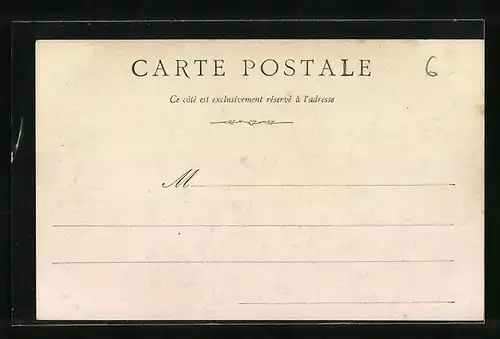 CARTE POSTALE 6
Ce côté est exclusivement réservé à l'adresse
M